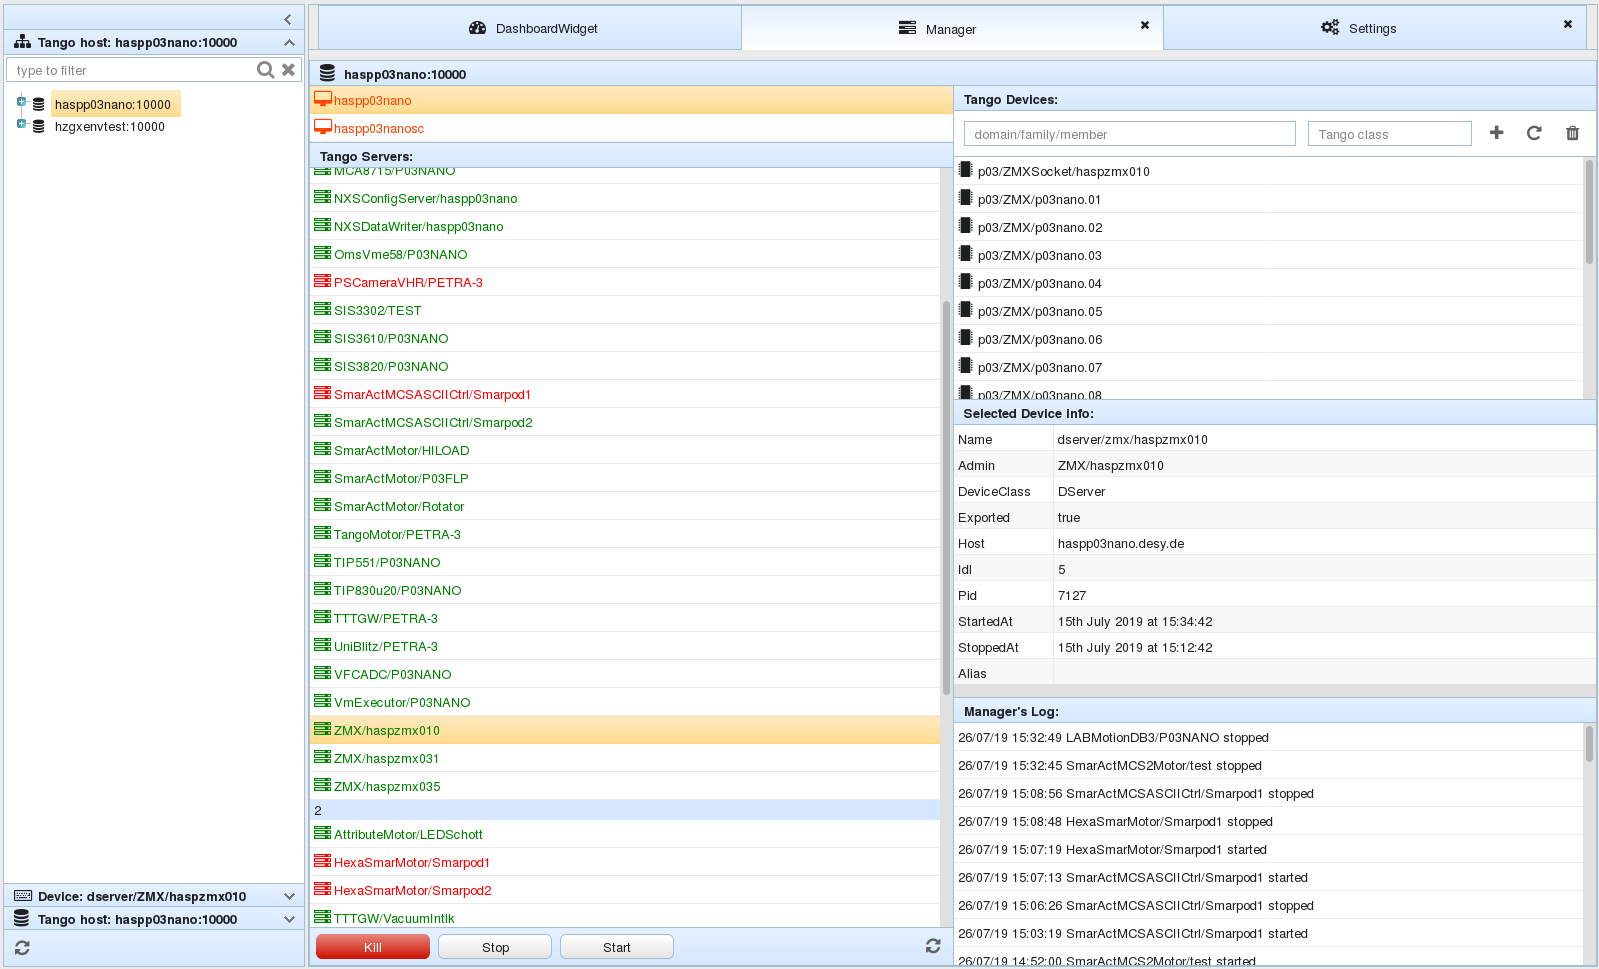 DashboardWidget
Manager
Settings
Tango host: haspp03nano:10000
type to filter
haspp03nano:10000
hzgxenvtest:10000
Device: dserver/ZMX/haspzmx010
Tango host: haspp03nano:10000
haspp03nano:10000
haspp03nano
haspp03nanosc
Tango Servers:
MCA8715/P03NANO
NXSConfigServer/haspp03nano
NXSDataWriter/haspp03nano
OmsVme58/P03NANO
PSCameraVHR/PETRA-3
SIS3302/TEST
SIS3610/P03NANO
SIS3820/P03NANO
SmarActMCSASCIICtrl/Smarpod1
SmarActMCSASCIICtrl/Smarpod2
SmarActMotor/HILOAD
SmarActMotor/P03FLP
SmarActMotor/Rotator
TangoMotor/PETRA-3
TIP551/P03NANO
TIP830u20/P03NANO
TTTGW/PETRA-3
UniBlitz/PETRA-3
VFCADC/P03NANO
VmExecutor/P03NANO
ZMX/haspzmx010
ZMX/haspzmx031
ZMX/haspzmx035
2
AttributeMotor/LEDSchott
HexaSmarMotor/Smarpod1
HexaSmarMotor/Smarpod2
TTTGW/VacuumIntlk
Kill
Stop
Start
Tango Devices:
domain/family/member
Tango class
p03/ZMXSocket/haspzmx010
p03/ZMX/p03nano.01
p03/ZMX/p03nano.02
p03/ZMX/p03nano.03
p03/ZMX/p03nano.04
p03/ZMX/p03nano.05
p03/ZMX/p03nano.06
p03/ZMX/p03nano.07
p03/ZMX/p03nano.08
Selected Device info:
Name dserver/zmx/haspzmx010
Admin ZMX/haspzmx010
DeviceClass DServer
Exported true
Host haspp03nano.desy.de
Idl 5
Pid 7127
StartedAt 15th July 2019 at 15:34:42
StoppedAt 15th July 2019 at 15:12:42
Alias
Manager's Log:
26/07/19 15:32:49 LABMotionDB3/P03NANO stopped
26/07/19 15:32:45 SmarActMCS2Motor/test stopped
26/07/19 15:08:56 SmarActMCSASCIICtrl/Smarpod1 stopped
26/07/19 15:08:48 HexaSmarMotor/Smarpod1 stopped
26/07/19 15:07:19 HexaSmarMotor/Smarpod1 started
26/07/19 15:07:13 SmarActMCSASCIICtrl/Smarpod1 started
26/07/19 15:06:26 SmarActMCSASCIICtrl/Smarpod1 stopped
26/07/19 15:03:19 SmarActMCSASCIICtrl/Smarpod1 started
26/07/19 14:52:00 SmarActMCS2Motor/test started